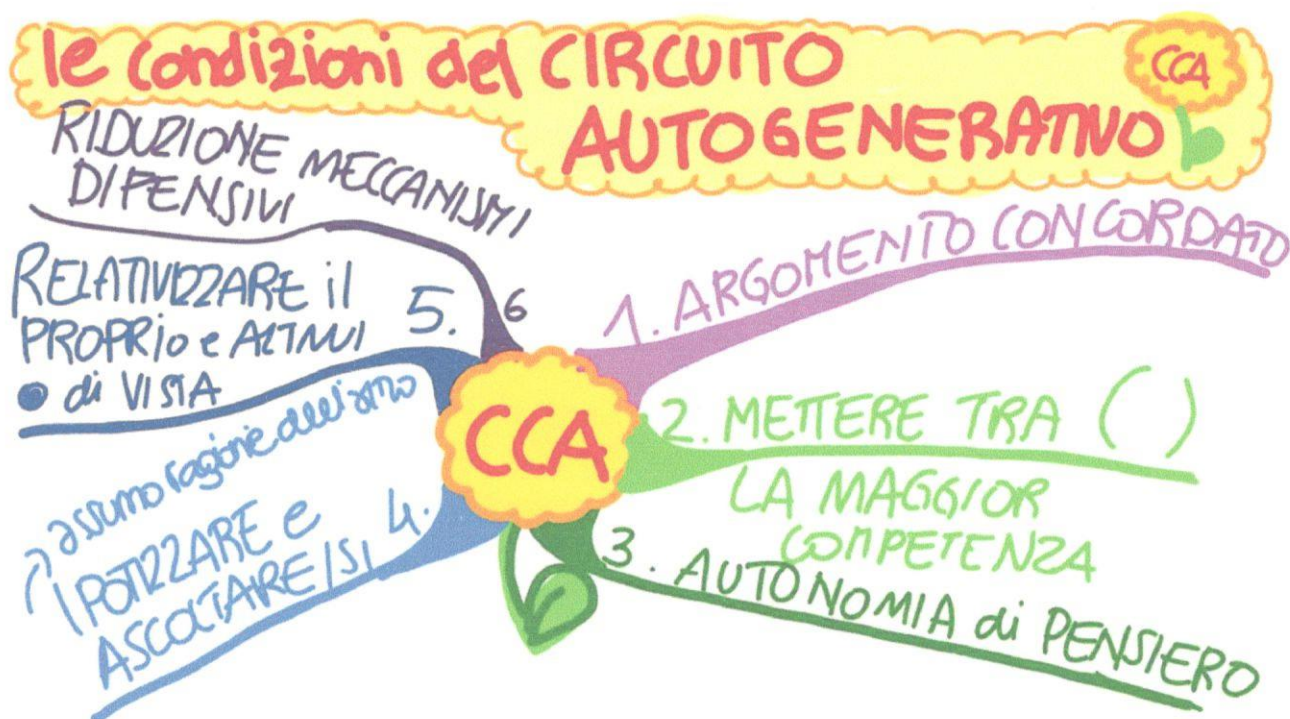 le condizioni del CIRCUITO
AUTOGENERATIVO
CCA
1. ARGOMENTO CONCORDATO
2. METTERE TRA ( )
LA MAGGIOR
COMPETENZA
3. AUTONOMIA di PENSIERO
4.
assumo ragione dell'altro
IPOTIZZARE e
ASCOLTARE/SI
5.
RELATIVIZZARE il
PROPRIO e ALTRUI
● di VISTA
6
RIDUZIONE MECCANISMI
DIFENSIVI
CCA